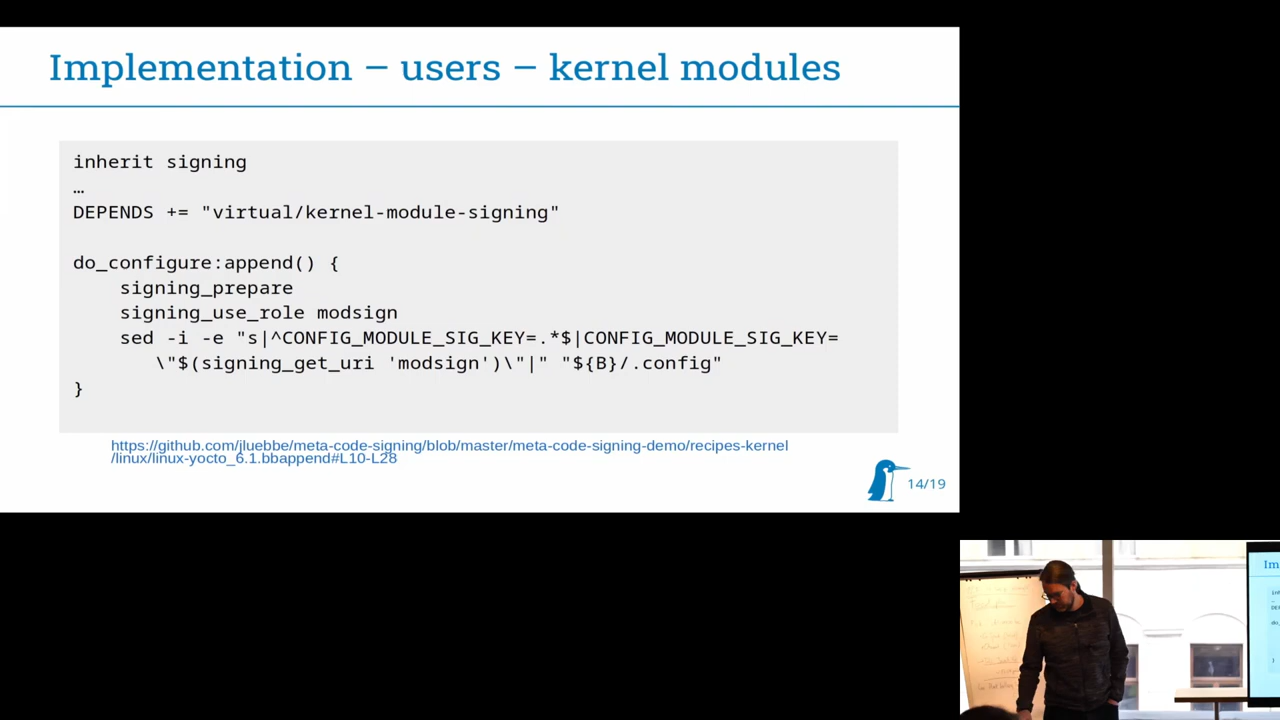 Implementation – users – kernel modules
inherit signing
…
DEPENDS += "virtual/kernel-module-signing"
do_configure:append() {
signing_prepare
signing_use_role modsign
sed -i -e "s|^CONFIG_MODULE_SIG_KEY=.*$|CONFIG_MODULE_SIG_KEY=
\"$(signing_get_uri 'modsign')\"|" "${B}/.config"
}
https://github.com/jluebbe/meta-code-signing/blob/master/meta-code-signing-demo/recipes-kernel
/linux/linux-yocto_6.1.bbappend#L10-L28
14/19
Im